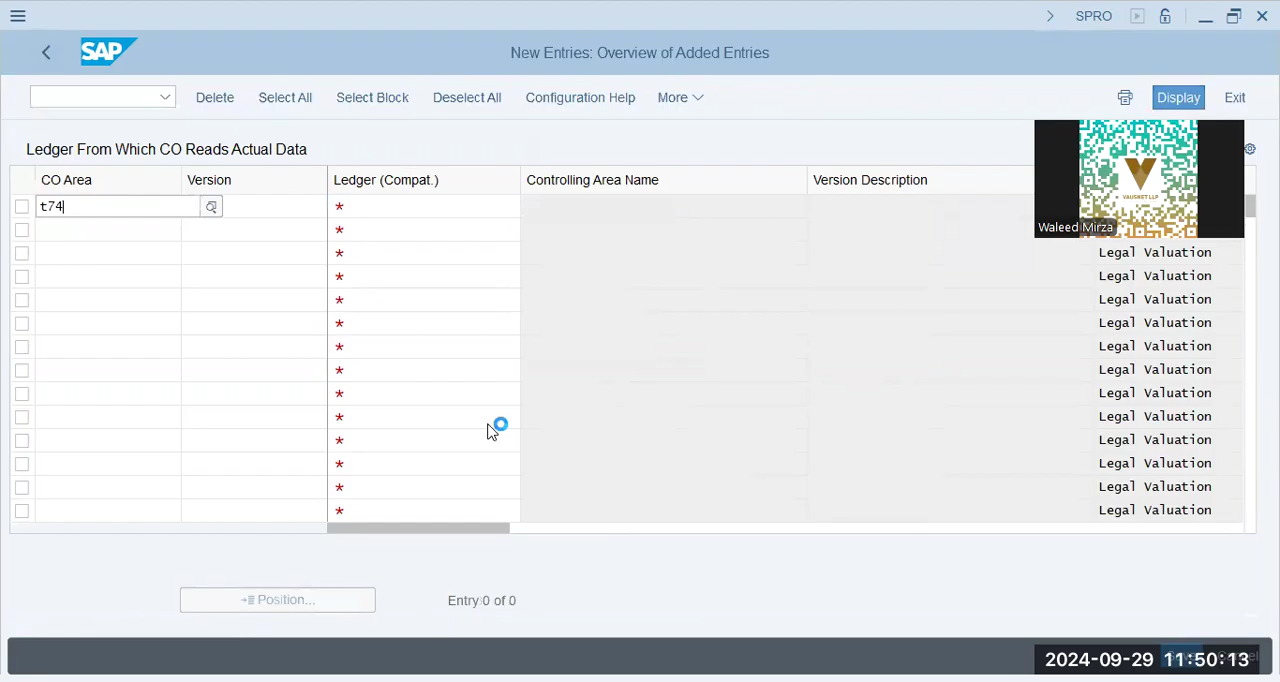 SPRO
SAP
New Entries: Overview of Added Entries
Delete Select All Select Block Deselect All Configuration Help More Display Exit
Ledger From Which CO Reads Actual Data
CO Area Version Ledger (Compat.) Controlling Area Name Version Description
t74 *
*
* Legal Valuation
* Legal Valuation
* Legal Valuation
* Legal Valuation
* Legal Valuation
* Legal Valuation
* Legal Valuation
* Legal Valuation
* Legal Valuation
* Legal Valuation
* Legal Valuation
* Legal Valuation
VAUSNET LLP
Waleed Mirza
Position... Entry 0 of 0
2024-09-29 11:50:13